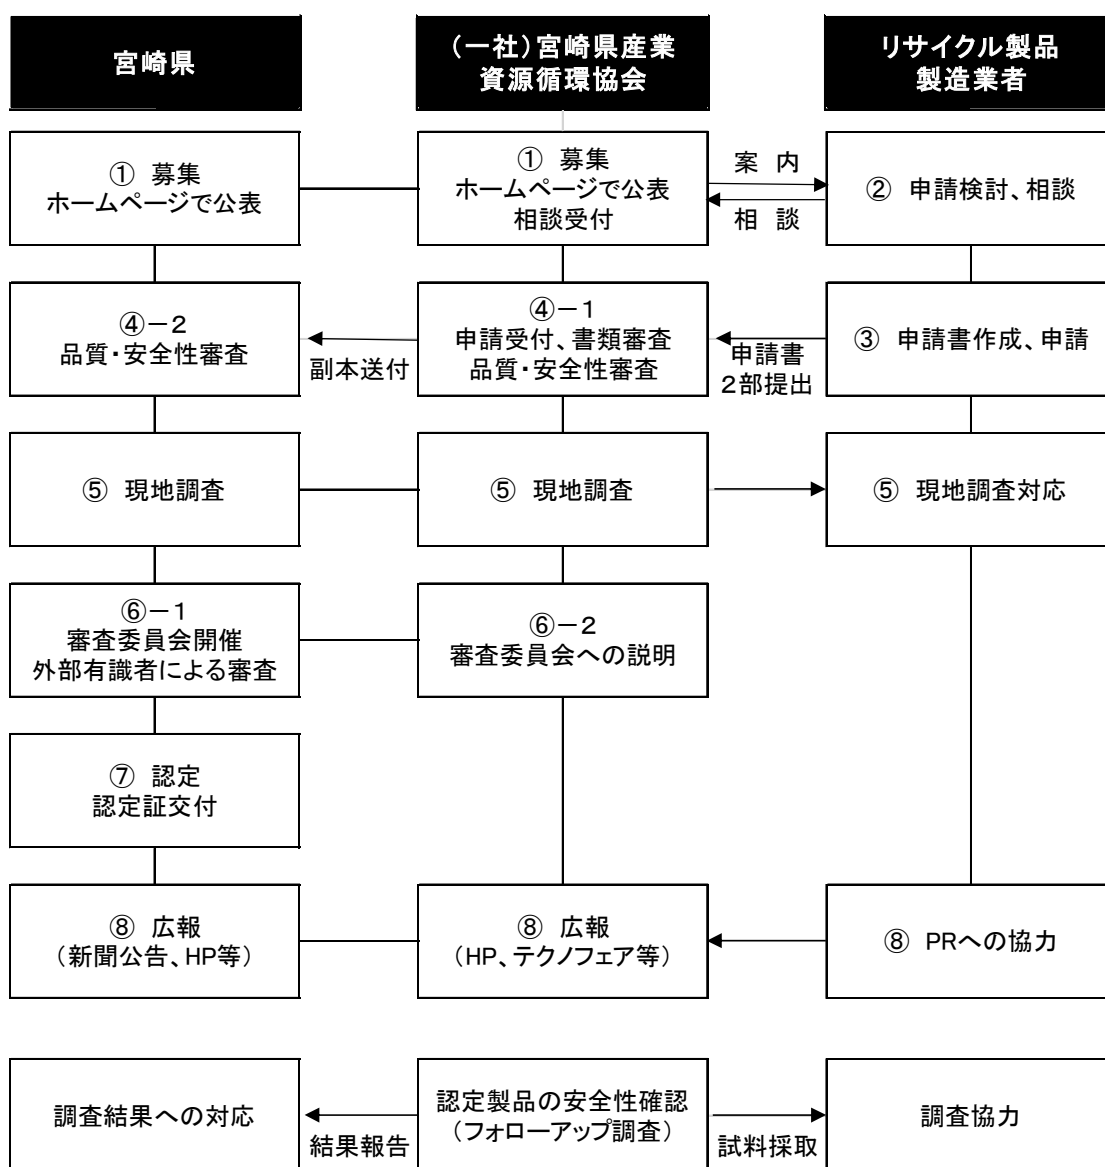 宮崎県
（一社）宮崎県産業
資源循環協会
リサイクル製品
製造業者
① 募集
ホームページで公表
① 募集
ホームページで公表
相談受付
案 内
相 談
② 申請検討、相談
④－２
品質・安全性審査
副本送付
④－１
申請受付、書類審査
品質・安全性審査
申請書
２部提出
③ 申請書作成、申請
⑤ 現地調査
⑤ 現地調査
⑤ 現地調査対応
⑥－１
審査委員会開催
外部有識者による審査
⑥－２
審査委員会への説明
⑦ 認定
認定証交付
⑧ 広報
（新聞公告、HP等）
⑧ 広報
（HP、テクノフェア等）
⑧ PRへの協力
調査結果への対応
結果報告
認定製品の安全性確認
（フォローアップ調査）
試料採取
調査協力